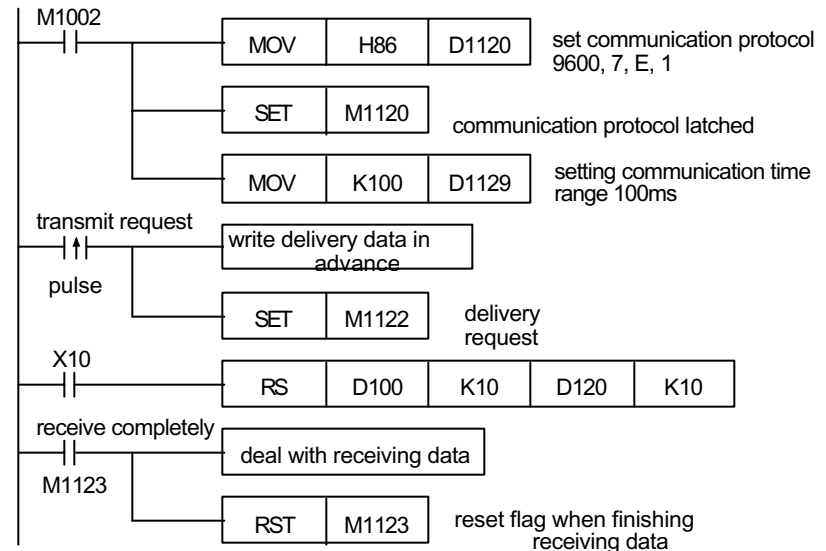 M1002
MOV H86 D1120 set communication protocol
9600, 7, E, 1
SET M1120
communication protocol latched
MOV K100 D1129 setting communication time
range 100ms
transmit request
write delivery data in
advance
pulse
SET M1122 delivery
request
X10
RS D100 K10 D120 K10
receive completely
deal with receiving data
M1123
RST M1123 reset flag when finishing
receiving data